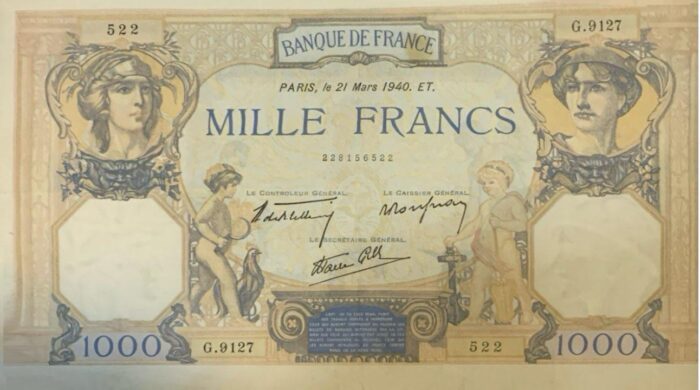 522
G.9127
BANQUE DE FRANCE
PARIS, le 21 Mars 1940. ET.
MILLE FRANCS
228156522
LE CONTROLEUR GÉNÉRAL
LE CAISSIER GÉNÉRAL
LE SECRÉTAIRE GÉNÉRAL
1000
G.9127
522
1000